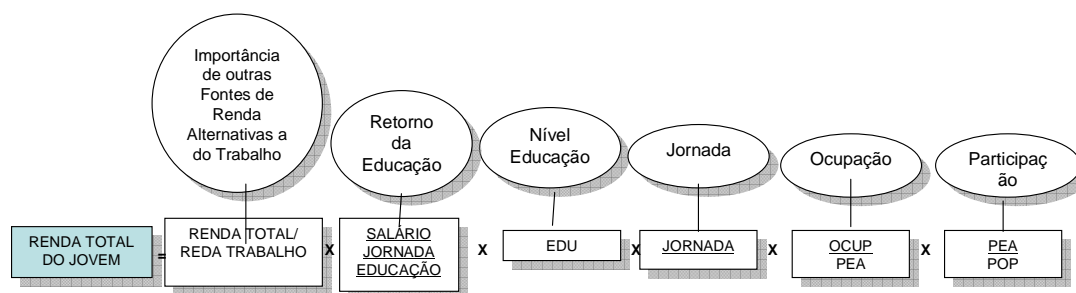 Importância
de outras
Fontes de
Renda
Alternativas a
do Trabalho
Retorno
da
Educação
Nível
Educação
Jornada
Ocupação
Participaç
ão
RENDA TOTAL
DO JOVEM
=
RENDA TOTAL/
REDA TRABALHO
X
SALÁRIO
JORNADA
EDUCAÇÃO
X
EDU
X
JORNADA
X
OCUP
PEA
X
PEA
POP